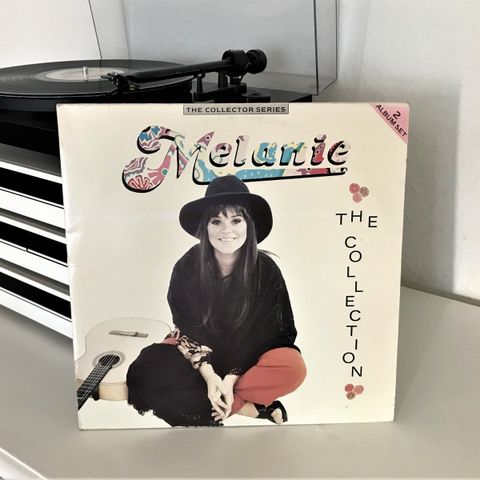 THE COLLECTOR SERIES
2
ALBUM SET
Melanie
THE
COLLECTION